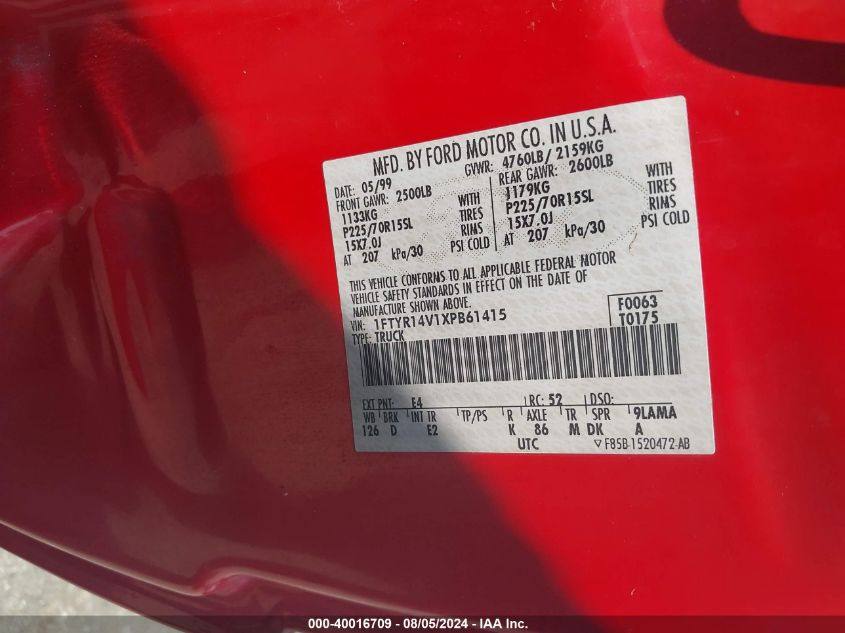 MFD. BY FORD MOTOR CO. IN U.S.A.
DATE: 05/99 GVWR: 4760LB/ 2159KG
FRONT GAWR: 2500LB REAR GAWR: 2600LB
1133KG WITH 1179KG WITH
P225/70R15SL TIRES P225/70R15SL TIRES
15X7.0J RIMS 15X7.0J RIMS
AT 207 kPa/30 PSI COLD AT 207 kPa/30 PSI COLD
THIS VEHICLE CONFORMS TO ALL APPLICABLE FEDERAL MOTOR
VEHICLE SAFETY STANDARDS IN EFFECT ON THE DATE OF
MANUFACTURE SHOWN ABOVE.
VIN: 1FTYR14V1XPB61415 F0063
TYPE: TRUCK T0175
EXT PNT: E4 RC: 52 DSO:
WB BRK INT TR TP/PS R AXLE TR SPR 9LAMA
126 D E2 K 86 M DK A
UTC F85B-1520472-AB
000-40016709 - 08/05/2024 - IAA Inc.